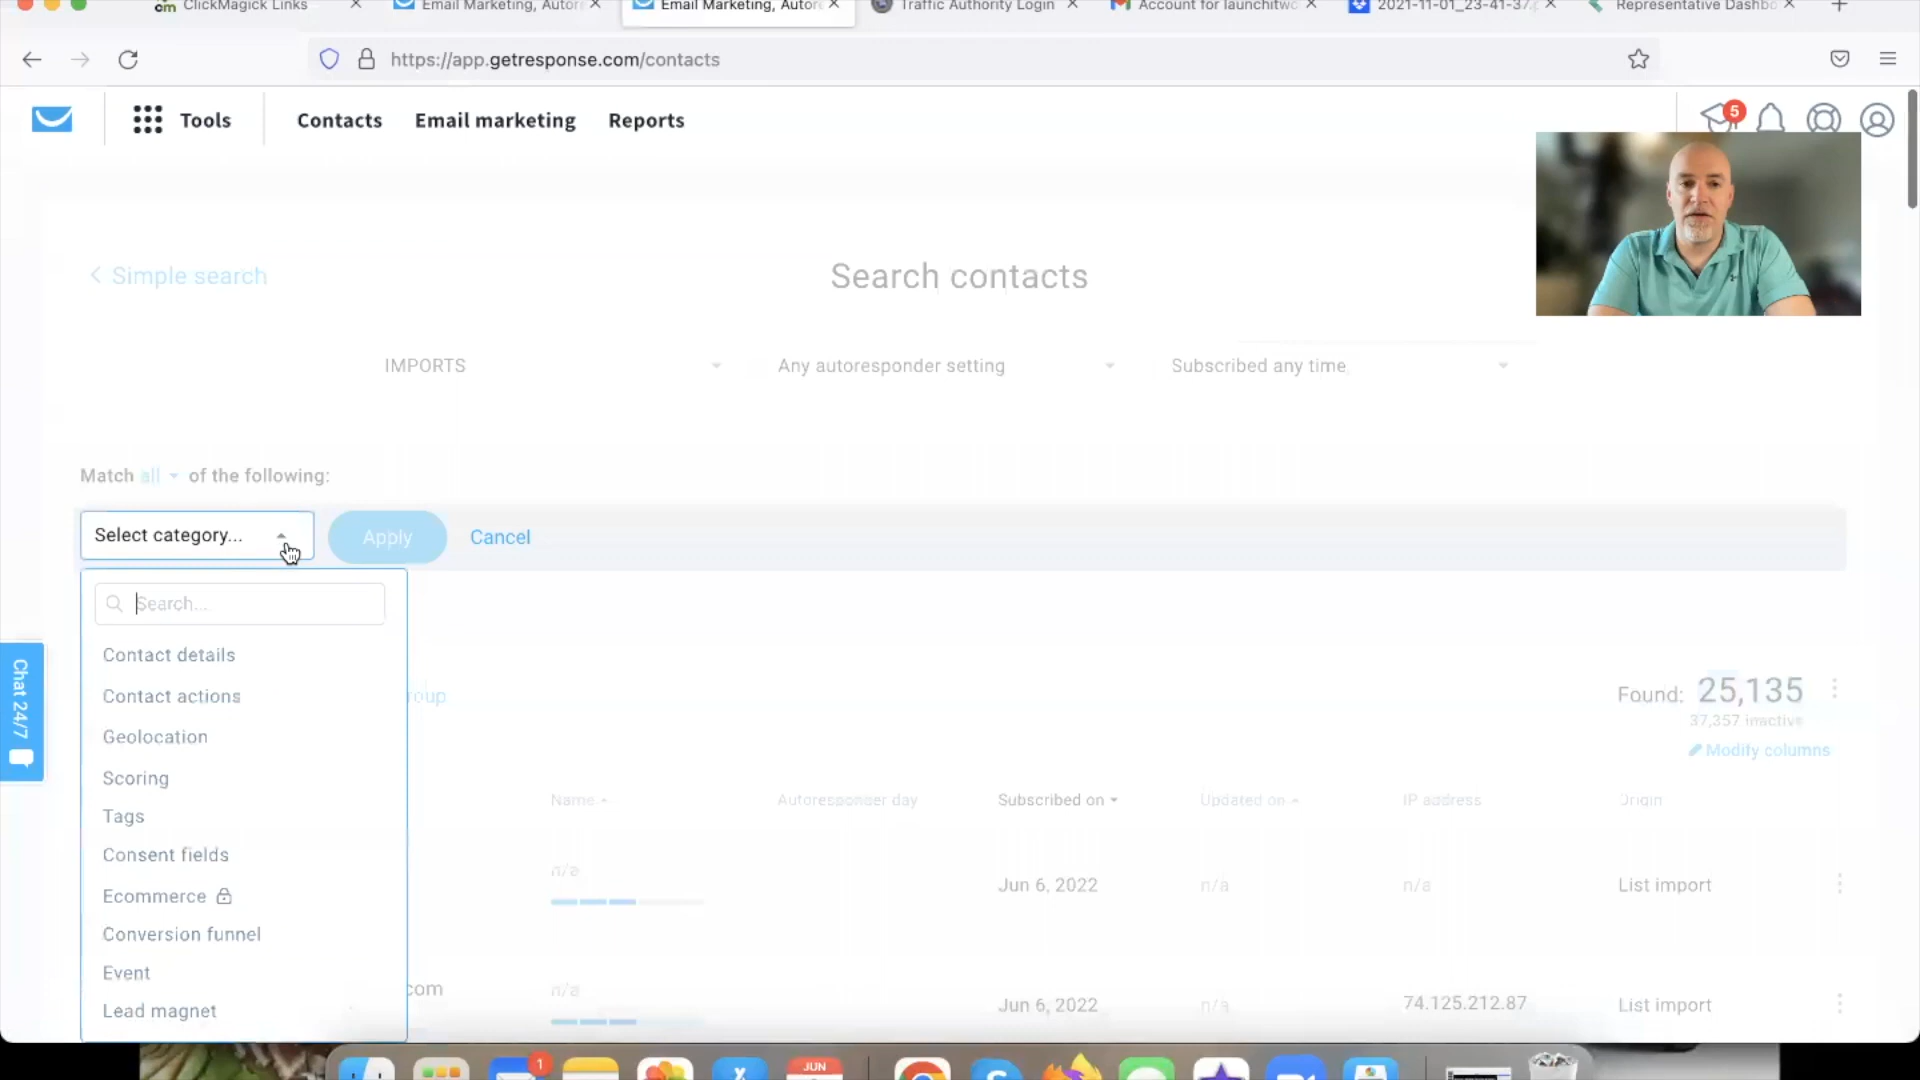 ClickMagick Links
Email Marketing, Autor
Email Marketing, Autor
Traffic Authority Login
Account for launchitwo
2021-11-01_23-41-37.p
Representative Dashbo
https://app.getresponse.com/contacts
Tools
Contacts
Email marketing
Reports
5
Simple search
Search contacts
IMPORTS
Any autoresponder setting
Subscribed any time
Match all of the following:
Select category...
Apply
Cancel
Search...
Contact details
Contact actions
Geolocation
Scoring
Tags
Consent fields
Ecommerce
Conversion funnel
Event
Lead magnet
Chat 24/7
roup
Found: 25,135
37,357 inactive
Modify columns
Name
Autoresponder day
Subscribed on
Updated on
IP address
Origin
n/a
Jun 6, 2022
n/a
n/a
List import
com
n/a
Jun 6, 2022
n/a
74.125.212.87
List import
1
JUN